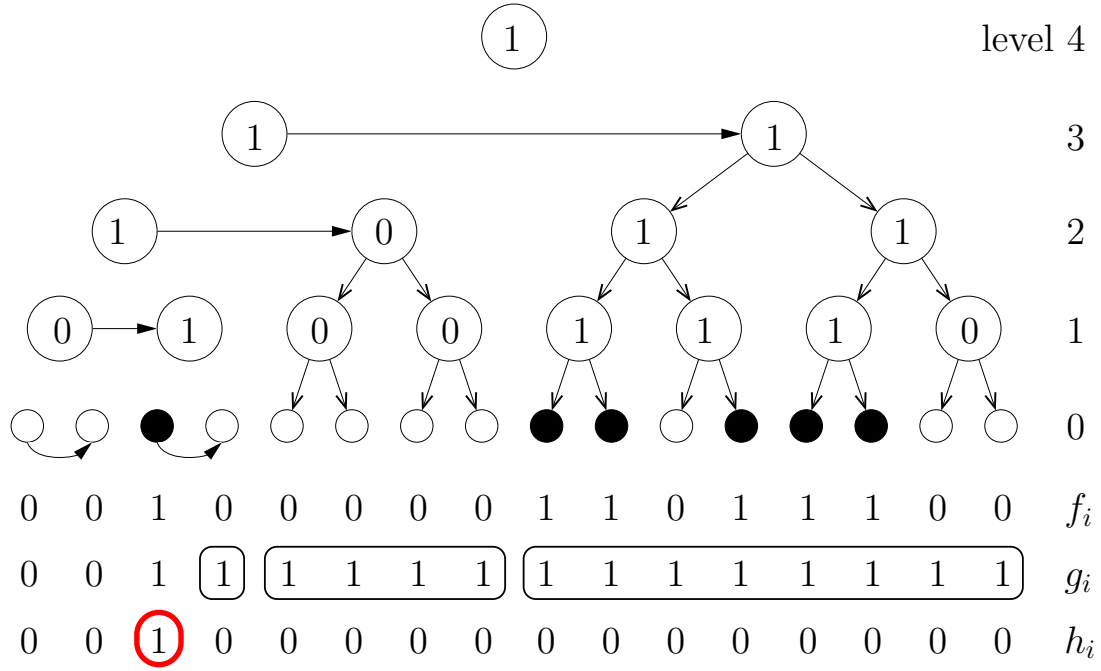 1 level 4
1 1 3
1 0 1 1 2
0 1 0 0 1 1 1 0 1
0
0 0 1 0 0 0 0 0 1 1 0 1 1 1 0 0 f_i
0 0 1 1 1 1 1 1 1 1 1 1 1 1 1 1 g_i
0 0 1 0 0 0 0 0 0 0 0 0 0 0 0 0 h_i